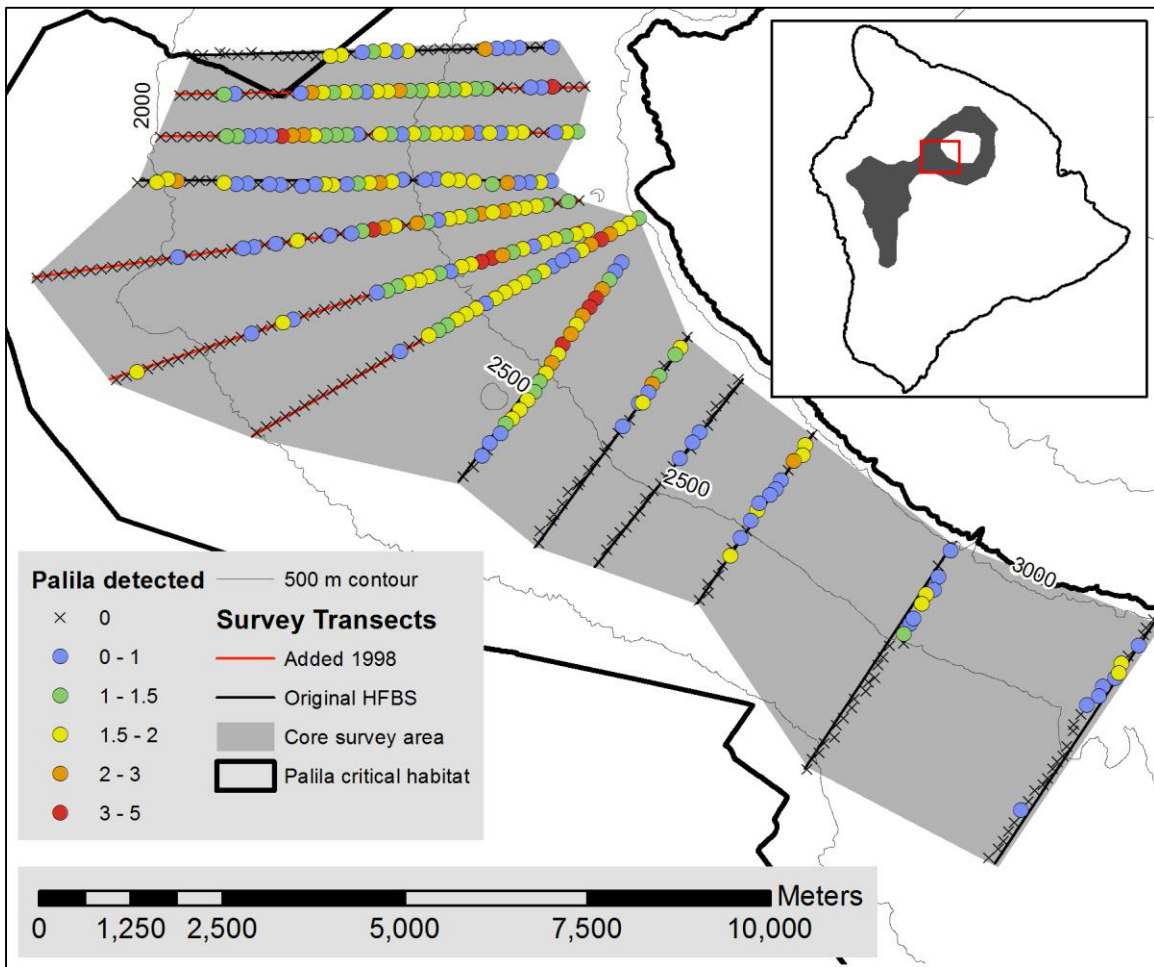 2000
2500
2500
3000
Palila detected
0
0 - 1
1 - 1.5
1.5 - 2
2 - 3
3 - 5
500 m contour
Survey Transects
Added 1998
Original HFBS
Core survey area
Palila critical habitat
Meters
0 1,250 2,500 5,000 7,500 10,000